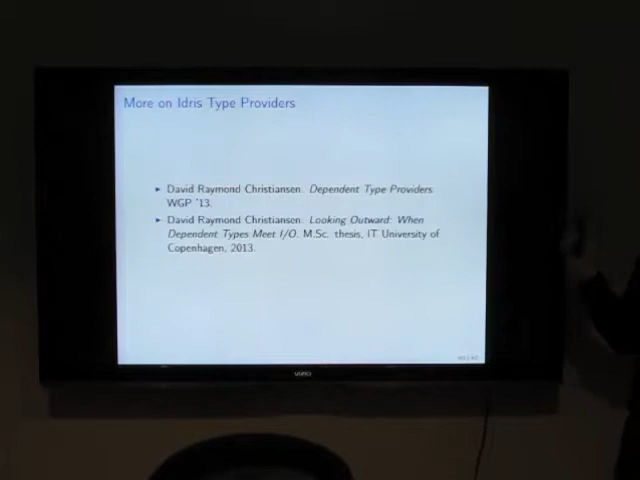 More on Idris Type Providers
▶ David Raymond Christiansen. Dependent Type Providers.
WGP '13.
▶ David Raymond Christiansen. Looking Outward: When
Dependent Types Meet I/O. M.Sc. thesis, IT University of
Copenhagen, 2013.
VIZIO